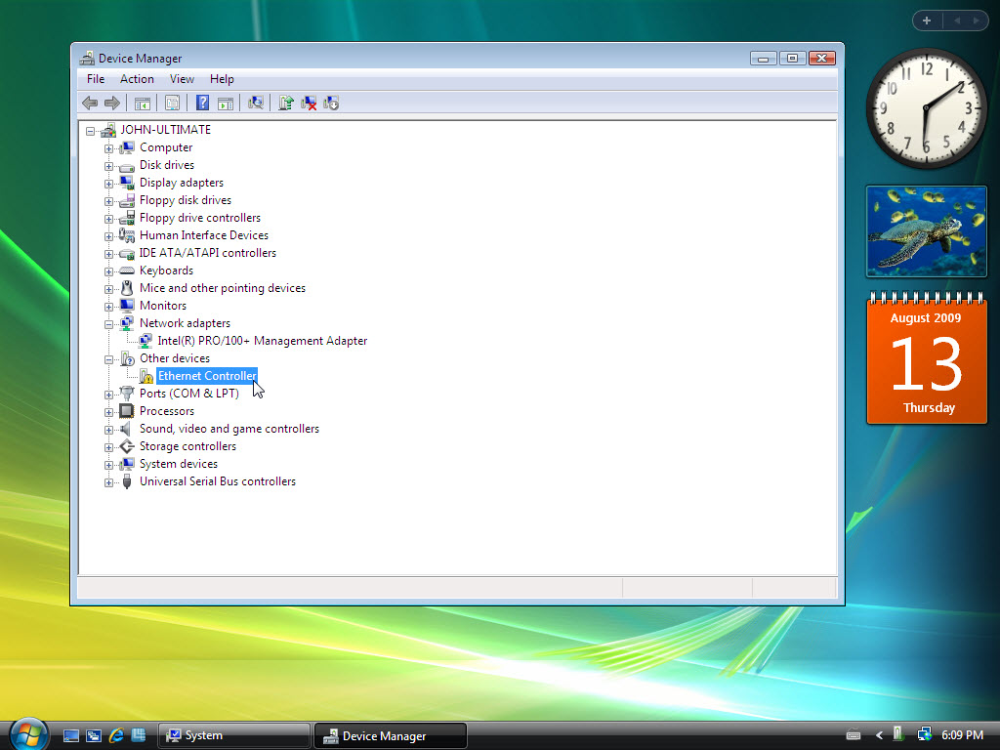 Device Manager
File Action View Help
JOHN-ULTIMATE
Computer
Disk drives
Display adapters
Floppy disk drives
Floppy drive controllers
Human Interface Devices
IDE ATA/ATAPI controllers
Keyboards
Mice and other pointing devices
Monitors
Network adapters
Intel(R) PRO/100+ Management Adapter
Other devices
Ethernet Controller
Ports (COM & LPT)
Processors
Sound, video and game controllers
Storage controllers
System devices
Universal Serial Bus controllers
12
1
2
3
4
5
6
7
8
9
10
11
August 2009
13
Thursday
System
Device Manager
6:09 PM